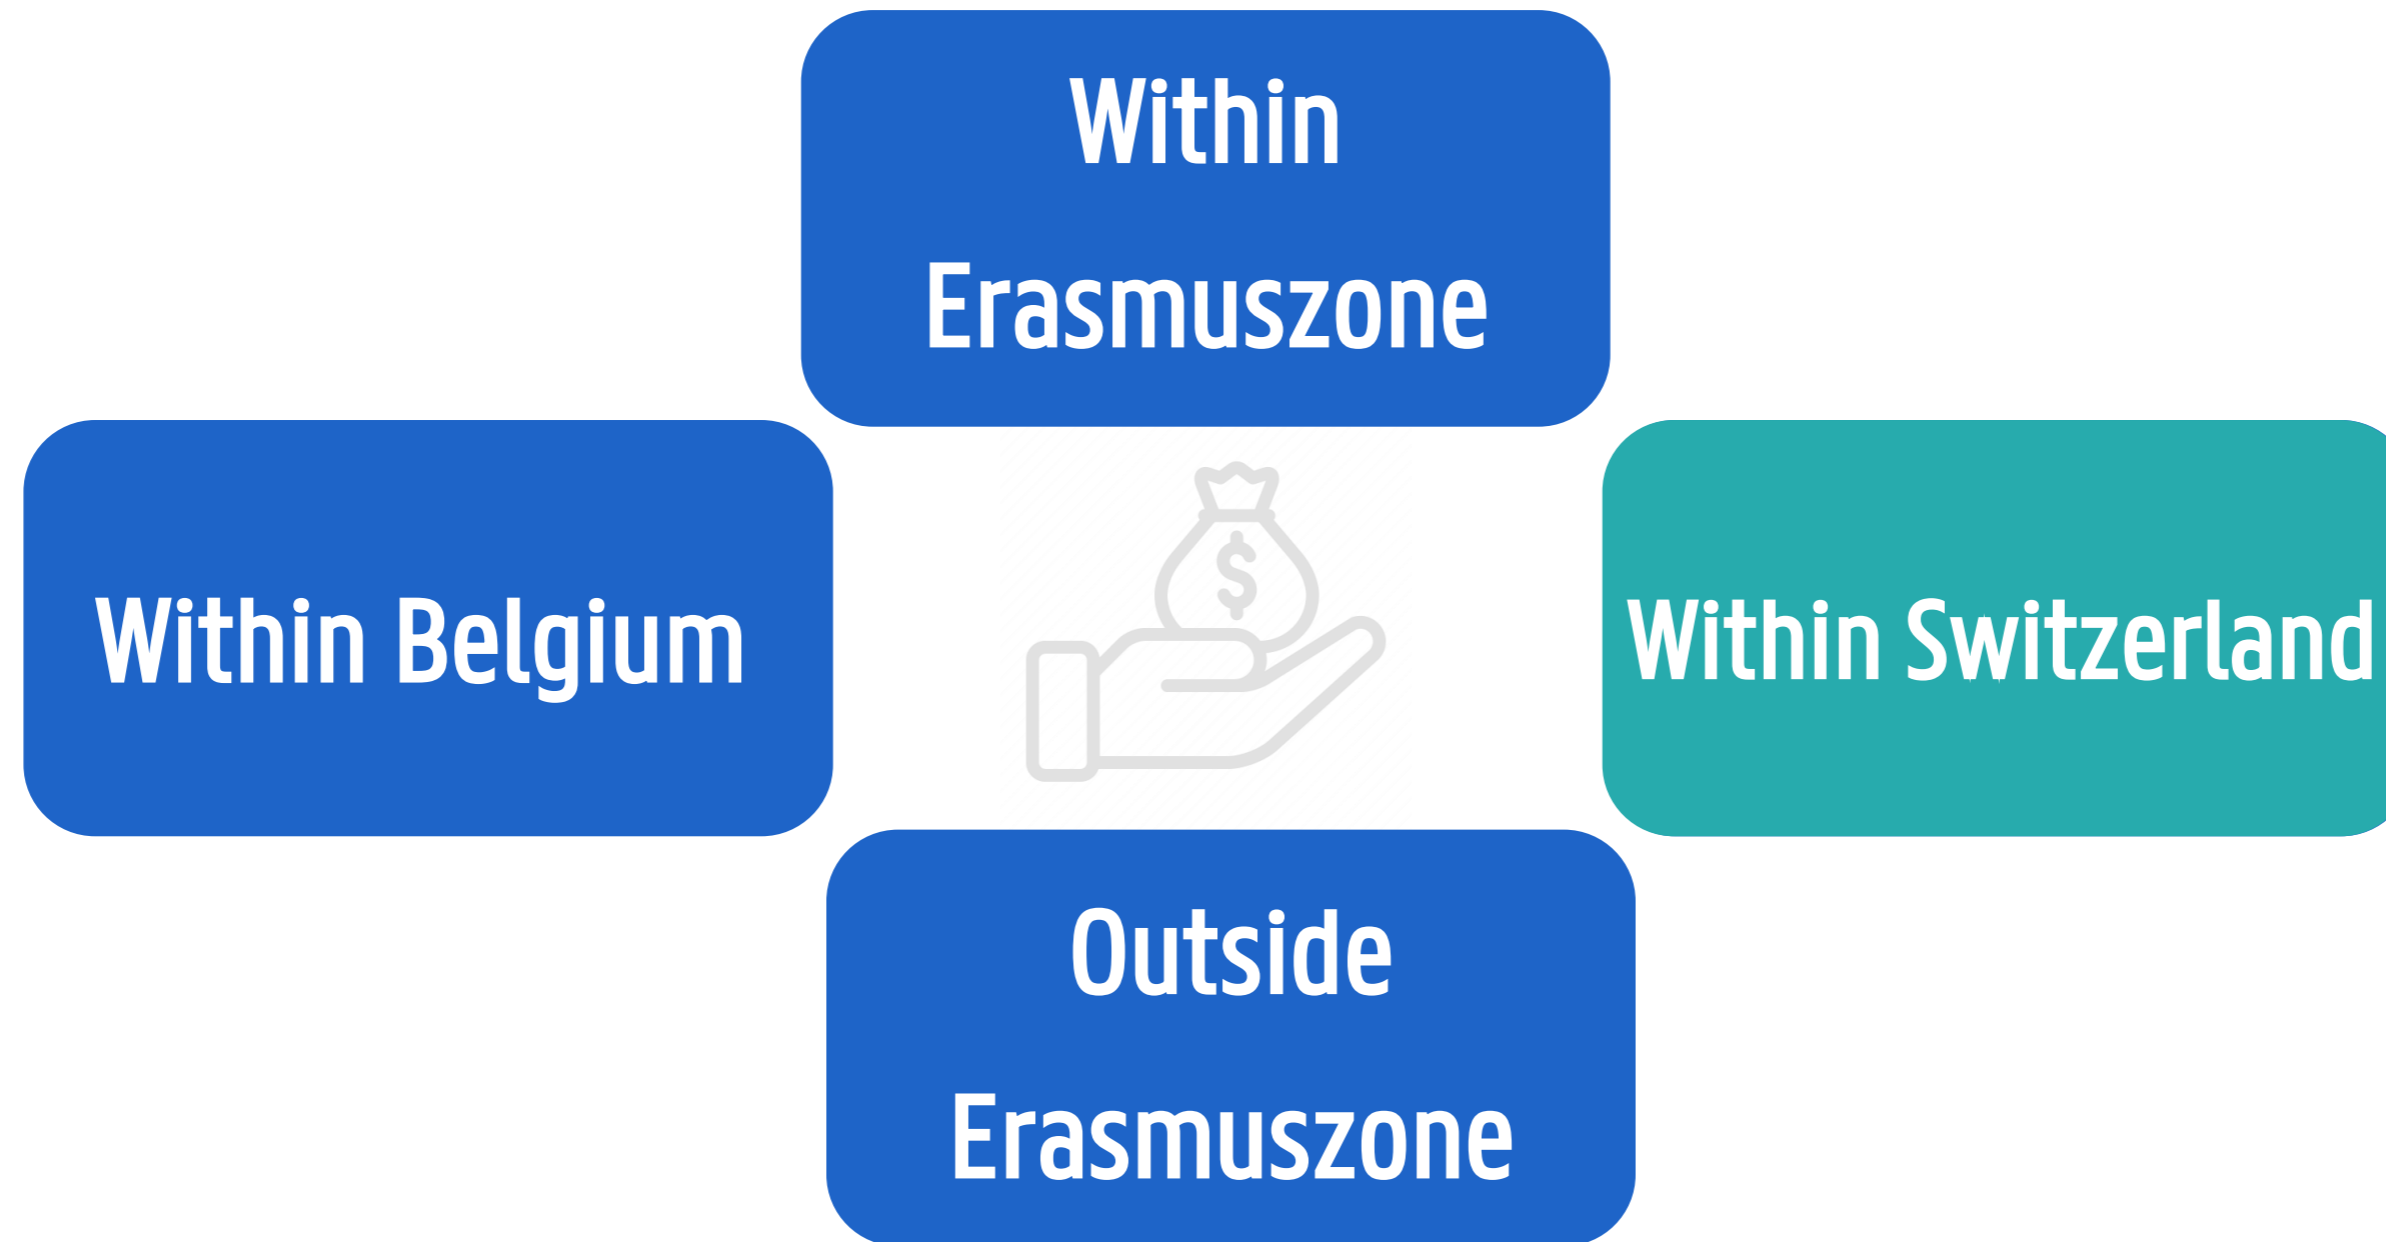 Within
Erasmuszone
Within Belgium
$
Within Switzerland
Outside
Erasmuszone